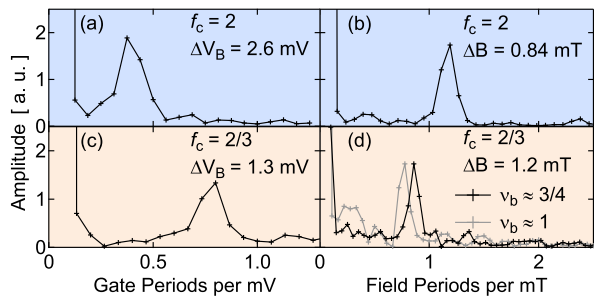 (a)
f_c = 2
ΔV_B = 2.6 mV
(b)
f_c = 2
ΔB = 0.84 mT
2
1
0
(c)
f_c = 2/3
ΔV_B = 1.3 mV
(d)
f_c = 2/3
ΔB = 1.2 mT
ν_b ≈ 3/4
ν_b ≈ 1
2
1
0
Amplitude [ a. u. ]
0 0.5 1.0
0 1 2
Gate Periods per mV
Field Periods per mT